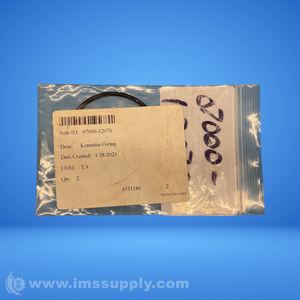 Item ID: 07000-12070
Desc: Komatsu O-ring
Date Created: 1/28/2021
UOM: EA
Qty: 2
5531186
2
07000-
www.imssupply.com